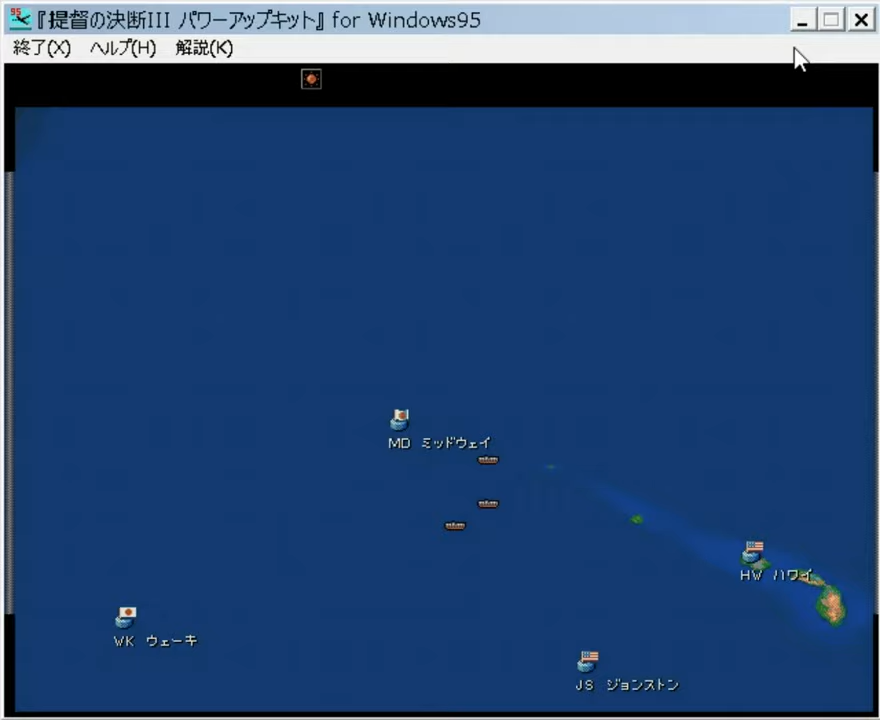 『提督の決断III パワーアップキット』 for Windows95
終了(X) ヘルプ(H) 解説(K)
MD ミッドウェイ
HW ハワイ
WK ウェーキ
JS ジョンストン